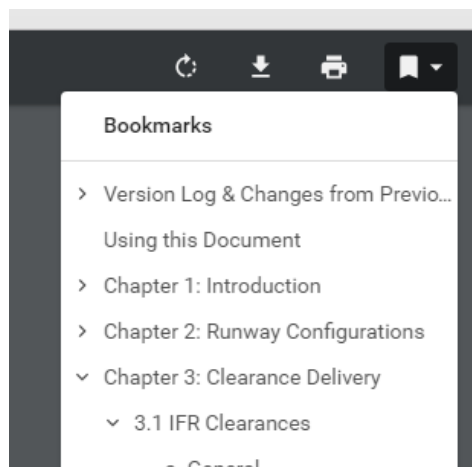 Bookmarks
Version Log & Changes from Previo...
Using this Document
Chapter 1: Introduction
Chapter 2: Runway Configurations
Chapter 3: Clearance Delivery
3.1 IFR Clearances
a. General